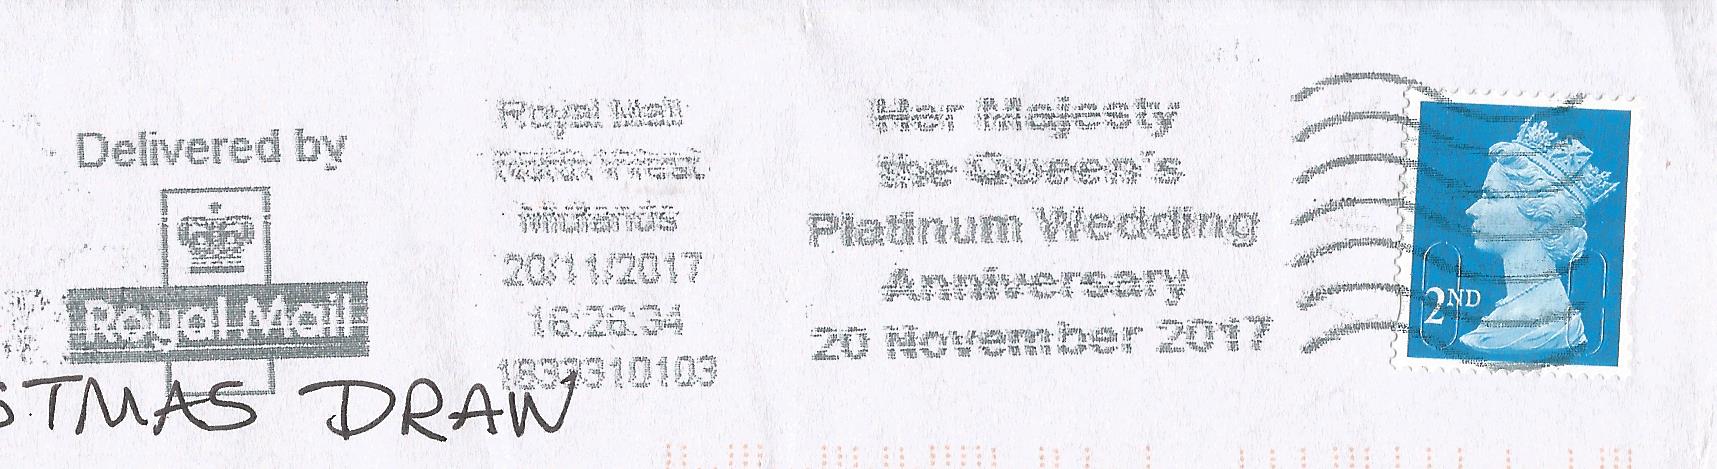 Delivered by
Royal Mail
Royal Mail
North West
Midlands
20/11/2017
16:26:34
Her Majesty
the Queen's
Platinum Wedding
Anniversary
20 November 2017
2ND
STMAS DRAW